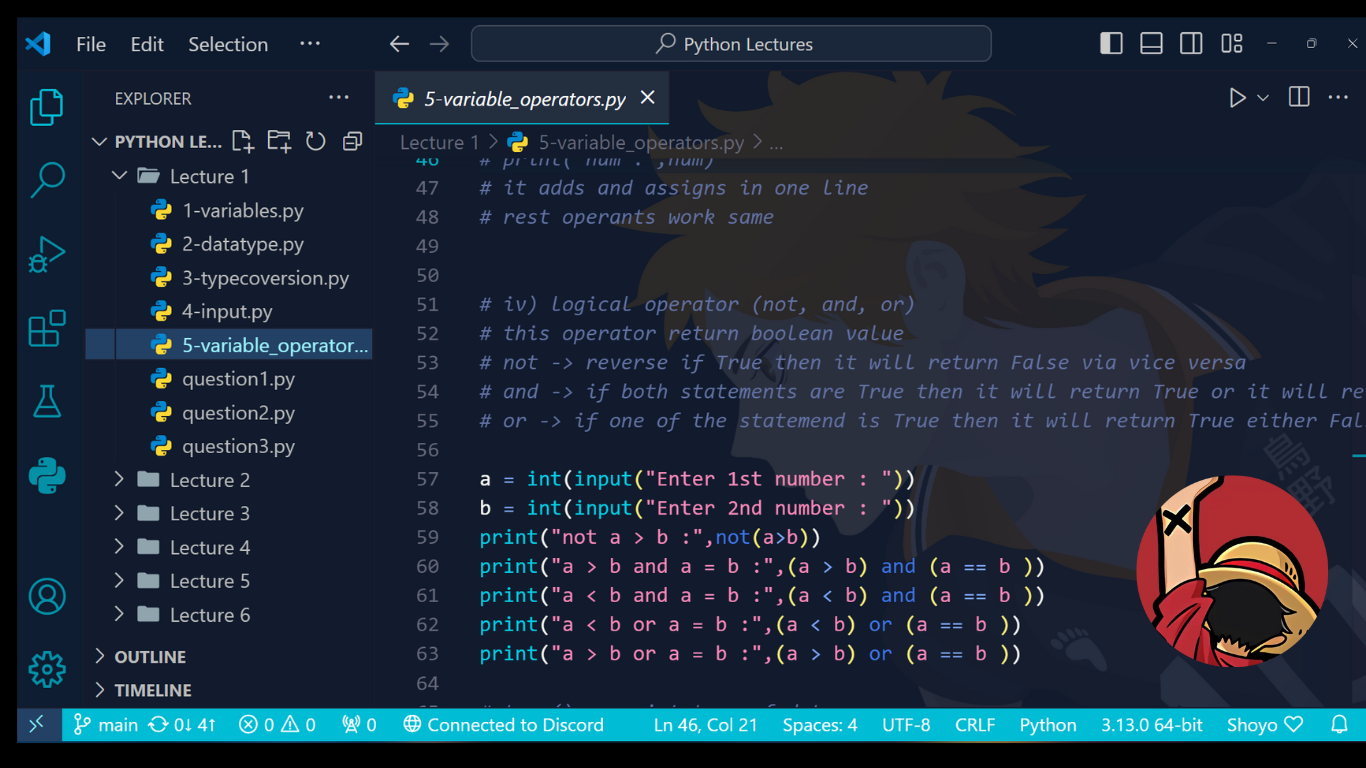 File Edit Selection ··· Python Lectures
EXPLORER ···
PYTHON LE...
Lecture 1
1-variables.py
2-datatype.py
3-typecoversion.py
4-input.py
5-variable_operator...
question1.py
question2.py
question3.py
Lecture 2
Lecture 3
Lecture 4
Lecture 5
Lecture 6
OUTLINE
TIMELINE
5-variable_operators.py
Lecture 1 > 5-variable_operators.py > ...
46 # print( num : ,num)
47 # it adds and assigns in one line
48 # rest operants work same
49
50
51 # iv) logical operator (not, and, or)
52 # this operator return boolean value
53 # not -> reverse if True then it will return False via vice versa
54 # and -> if both statements are True then it will return True or it will re
55 # or -> if one of the statemend is True then it will return True either Fal
56
57 a = int(input("Enter 1st number : "))
58 b = int(input("Enter 2nd number : "))
59 print("not a > b :",not(a>b))
60 print("a > b and a = b :",(a > b) and (a == b ))
61 print("a < b and a = b :",(a < b) and (a == b ))
62 print("a < b or a = b :",(a < b) or (a == b ))
63 print("a > b or a = b :",(a > b) or (a == b ))
64
烏野
main 0↓ 4↑ 0 0 0 Connected to Discord Ln 46, Col 21 Spaces: 4 UTF-8 CRLF Python 3.13.0 64-bit Shoyo ♡